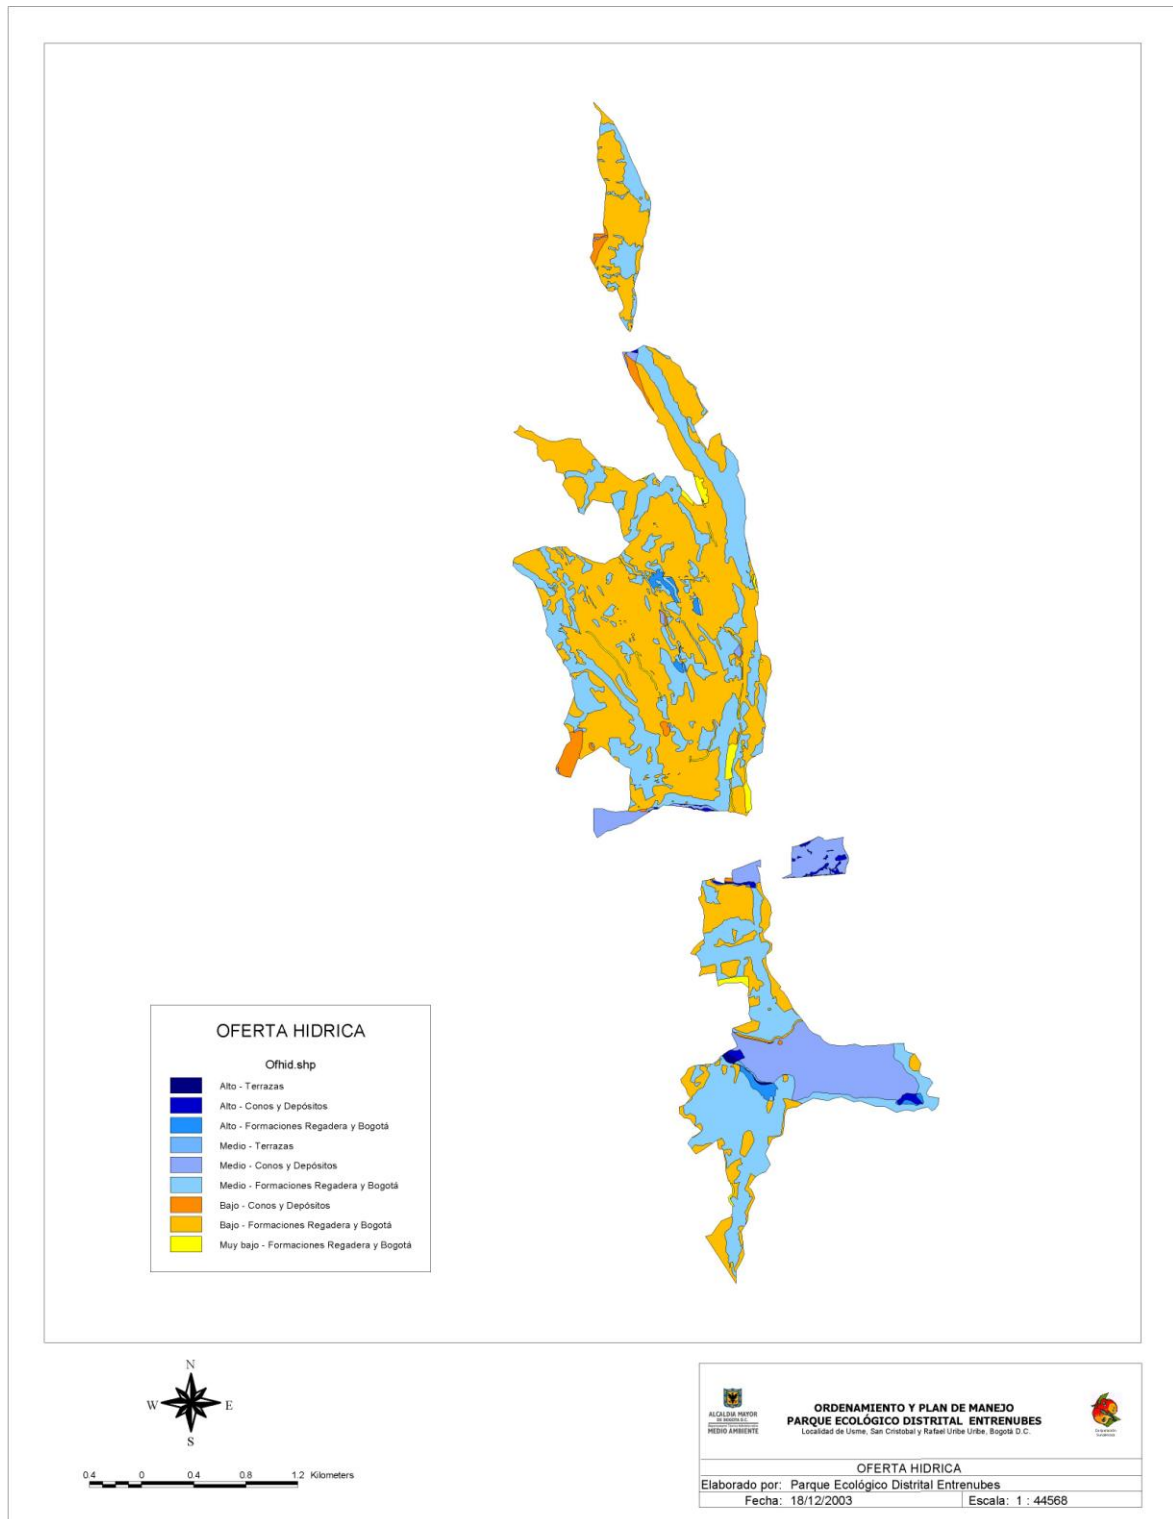 OFERTA HIDRICA
Ofhid.shp
Alto - Terrazas
Alto - Conos y Depósitos
Alto - Formaciones Regadera y Bogotá
Medio - Terrazas
Medio - Conos y Depósitos
Medio - Formaciones Regadera y Bogotá
Bajo - Conos y Depósitos
Bajo - Formaciones Regadera y Bogotá
Muy bajo - Formaciones Regadera y Bogotá
N
W E
S
0.4 0 0.4 0.8 1.2 Kilometers
ALCALDIA MAYOR
DE BOGOTA D.C.
MEDIO AMBIENTE
ORDENAMIENTO Y PLAN DE MANEJO
PARQUE ECOLÓGICO DISTRITAL ENTRENUBES
Localidad de Usme, San Cristobal y Rafael Uribe Uribe, Bogotá D.C.
OFERTA HIDRICA
Elaborado por: Parque Ecológico Distrital Entrenubes
Fecha: 18/12/2003 Escala: 1 : 44568